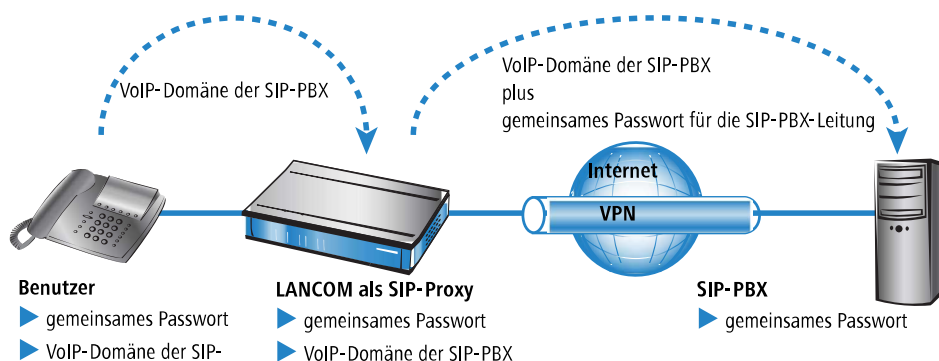 VoIP-Domäne der SIP-PBX
VoIP-Domäne der SIP-PBX
plus
gemeinsames Passwort für die SIP-PBX-Leitung
Internet
VPN
Benutzer
gemeinsames Passwort
VoIP-Domäne der SIP-
LANCOM als SIP-Proxy
gemeinsames Passwort
VoIP-Domäne der SIP-PBX
SIP-PBX
gemeinsames Passwort